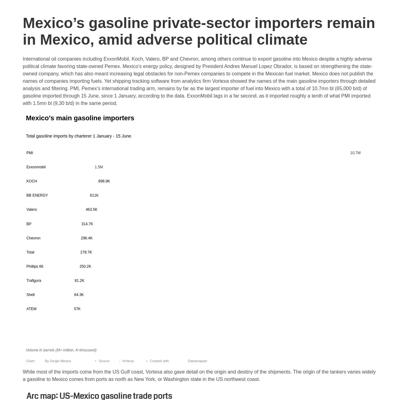 Mexico's gasoline private-sector importers remain
in Mexico, amid adverse political climate
International oil companies including ExxonMobil, Koch, Valero, BP and Chevron, among others continue to export gasoline into Mexico despite a highly adverse
political climate favoring state-owned Pemex. Mexico's energy policy, designed by President Andres Manuel Lopez Obrador, is based on strengthening the state-
owned company, which has also meant increasing legal obstacles for non-pemex companies to compete in the Mexican fuel market. Mexico does not publish the
names of companies importing fuels. Yet shipping tracking software from analytics firm Vortexa showed the names of the main gasoline importers through detailed
analysis and filtering. PMI, Pemex's international trading arm, remains by far as the largest importer of fuel into Mexico with a total of 10.7mn bl (65,000 b/d) of
gasoline imported through 15 June, since 1 January, according to the data. ExxonMobil lags in a far second, as it imported roughly a tenth of what PMI imported
with 1.5mn bl (9,30 b/d) in the same period.
Mexico's main gasoline importers
Total gasoline imports by charterer 1 January - 15 June
PMI 10.7M
Exxonmobil 1.5M
KOCH 898.9K
BB ENERGY 611K
Valero 463.5K
BP 314.7K
Chevron 296.4K
Total 278.7K
Phillips 66 250.2K
Trafigura 81.2K
Shell 64.3K
ATEM 57K
Volume in barrels (M= million, K-thousand)
Chart: By Sergio Meana • Source: Vortexa • Created with Datawrapper
While most of the imports come from the US Gulf coast, Vortexa also gave detail on the origin and destiny of the shipments. The origin of the tankers varies widely
a gasoline to Mexico comes from ports as north as New York, or Washington state in the US northwest coast.
Arc map: US-Mexico gasoline trade ports